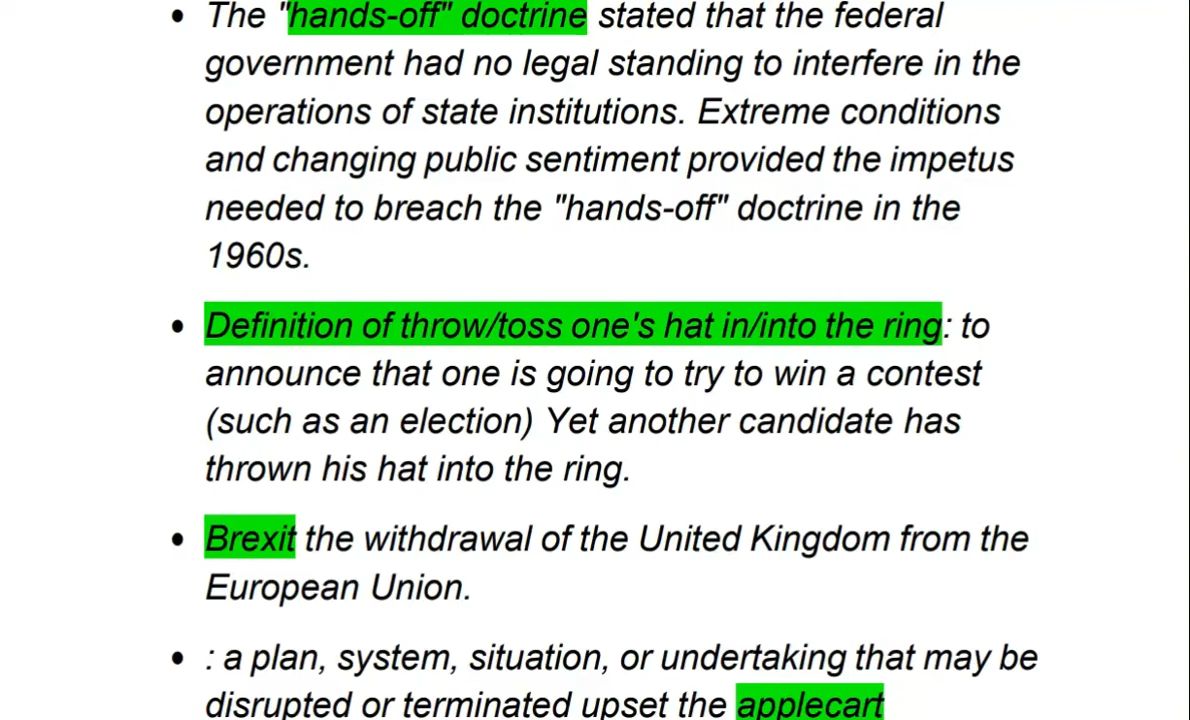 • The "hands-off" doctrine stated that the federal
government had no legal standing to interfere in the
operations of state institutions. Extreme conditions
and changing public sentiment provided the impetus
needed to breach the "hands-off" doctrine in the
1960s.
• Definition of throw/toss one's hat in/into the ring: to
announce that one is going to try to win a contest
(such as an election) Yet another candidate has
thrown his hat into the ring.
• Brexit the withdrawal of the United Kingdom from the
European Union.
• : a plan, system, situation, or undertaking that may be
disrupted or terminated upset the applecart